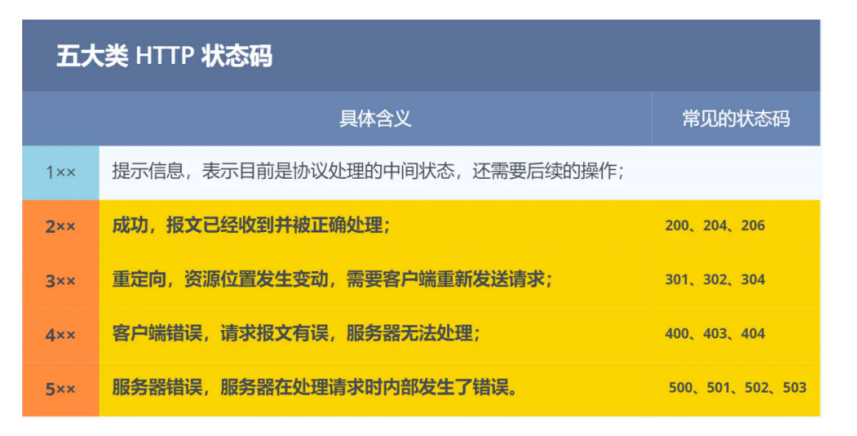 五大类 HTTP 状态码
具体含义 常见的状态码
1×× 提示信息，表示目前是协议处理的中间状态，还需要后续的操作；
2×× 成功，报文已经收到并被正确处理； 200、204、206
3×× 重定向，资源位置发生变动，需要客户端重新发送请求； 301、302、304
4×× 客户端错误，请求报文有误，服务器无法处理； 400、403、404
5×× 服务器错误，服务器在处理请求时内部发生了错误。 500、501、502、503